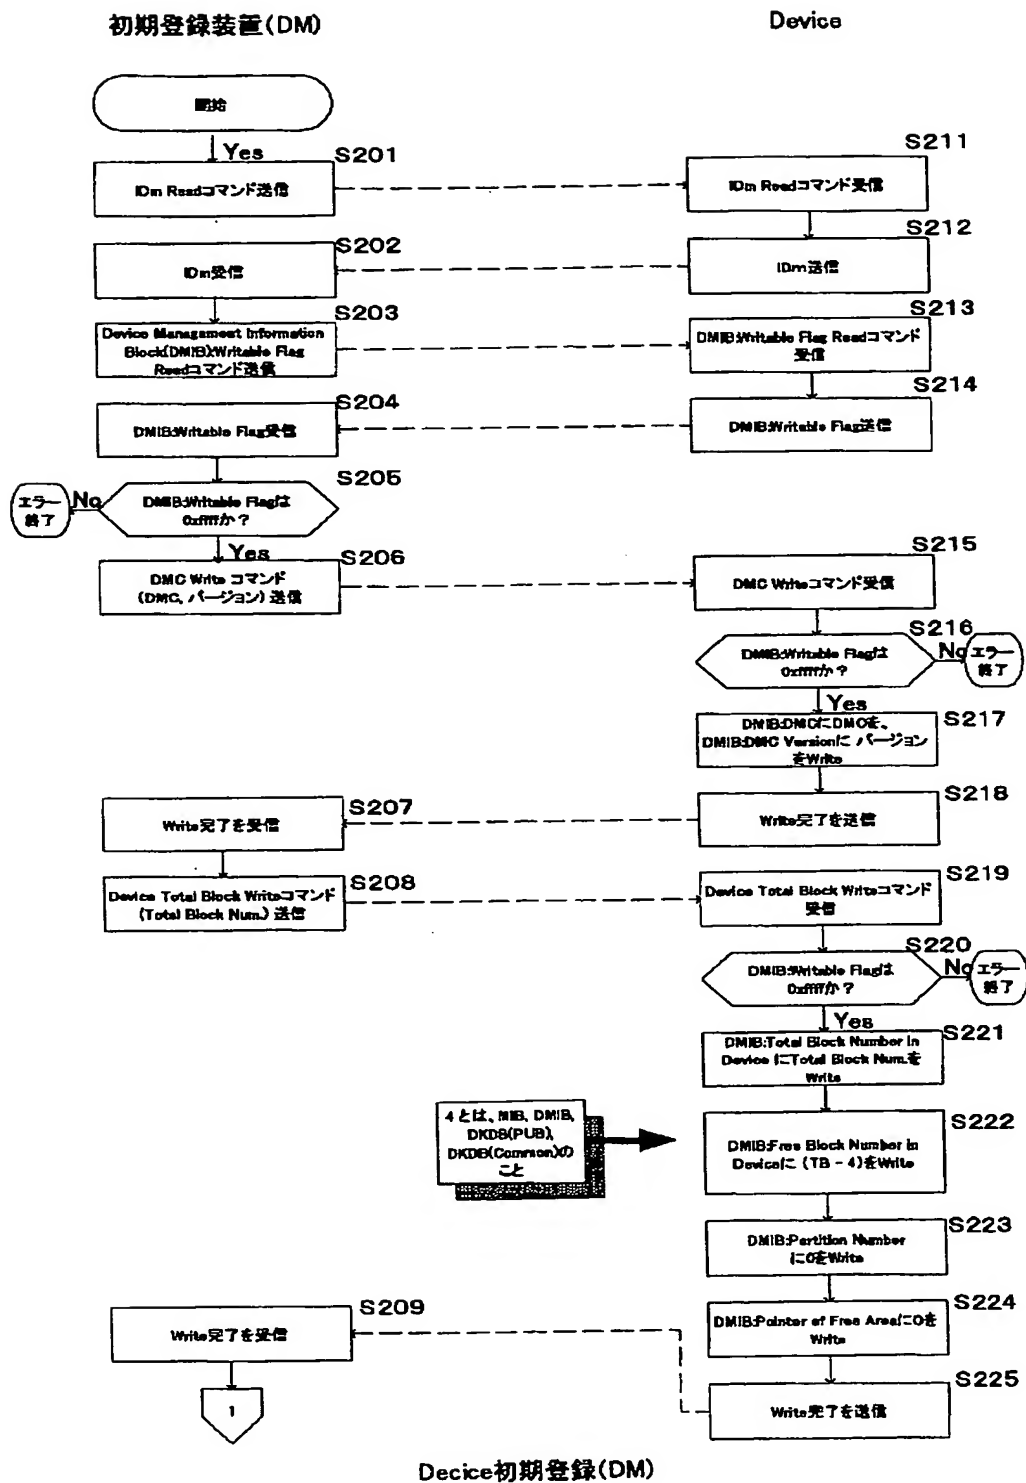 初期登録装置(DM)
Device
開始
Yes
S201
IDm Readコマンド送信
S211
IDm Readコマンド受信
S202
IDm受信
S212
IDm送信
S203
Device Management Information
Block(DMIB):Writable Flag
Readコマンド送信
S213
DMIB:Writable Flag Readコマンド
受信
S204
DMIB:Writable Flag受信
S214
DMIB:Writable Flag送信
S205
DMIB:Writable Flagは
0xffffか？
No
エラー
終了
Yes
S206
DMC Write コマンド
(DMC, バージョン) 送信
S215
DMC Writeコマンド受信
S216
DMIB:Writable Flagは
0xffffか？
No
エラー
終了
Yes
S217
DMIB:DMCにDMCを、
DMIB:DMC Versionに バージョン
をWrite
S207
Write完了を受信
S218
Write完了を送信
S208
Device Total Block Writeコマンド
(Total Block Num.) 送信
S219
Device Total Block Writeコマンド
受信
S220
DMIB:Writable Flagは
0xffffか？
No
エラー
終了
Yes
S221
DMIB:Total Block Number in
Device にTotal Block Num.を
Write
4とは、MIB、DMIB、
DKDB(PUB)、
DKDB(Common)の
こと
S222
DMIB:Free Block Number in
Deviceに (TB - 4)をWrite
S223
DMIB:Partition Number
に0をWrite
S224
DMIB:Pointer of Free Areaに0を
Write
S209
Write完了を受信
S225
Write完了を送信
1
Decice初期登録(DM)